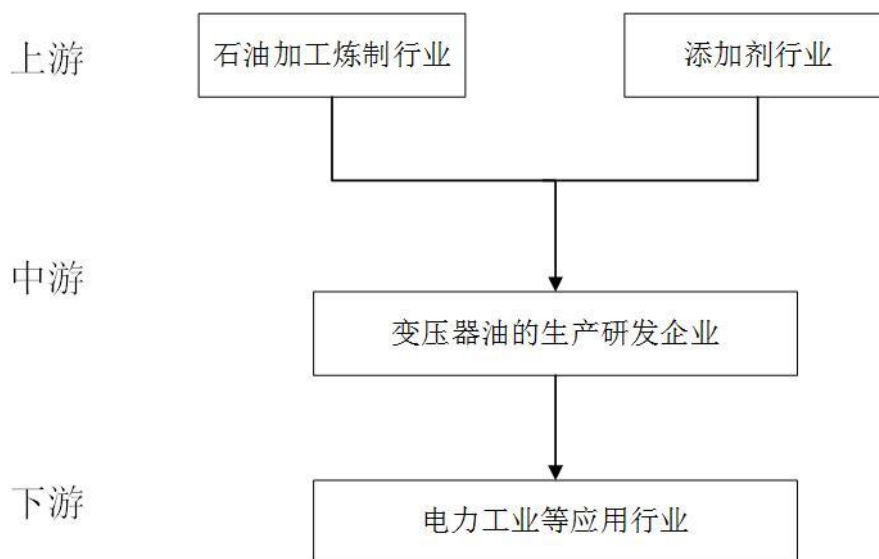 上游
石油加工炼制行业
添加剂行业
中游
变压器油的生产研发企业
下游
电力工业等应用行业